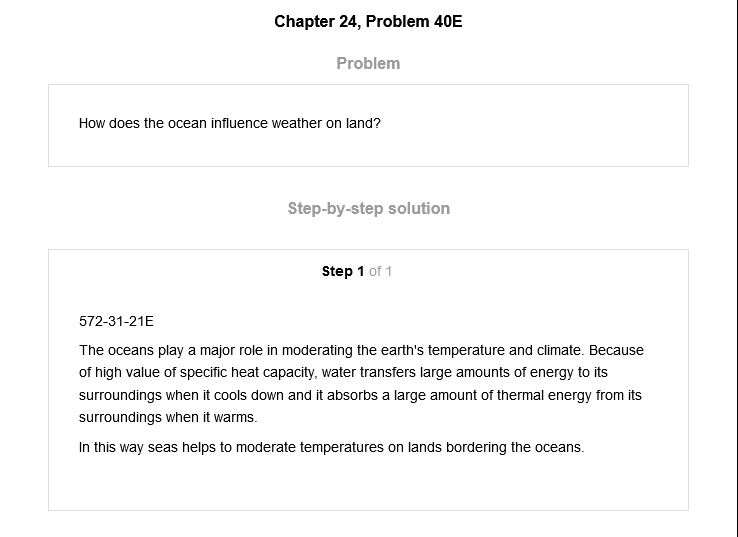 Chapter 24, Problem 40E
Problem
How does the ocean influence weather on land?
Step-by-step solution
Step 1 of 1
572-31-21E
The oceans play a major role in moderating the earth's temperature and climate. Because
of high value of specific heat capacity, water transfers large amounts of energy to its
surroundings when it cools down and it absorbs a large amount of thermal energy from its
surroundings when it warms.
In this way seas helps to moderate temperatures on lands bordering the oceans.